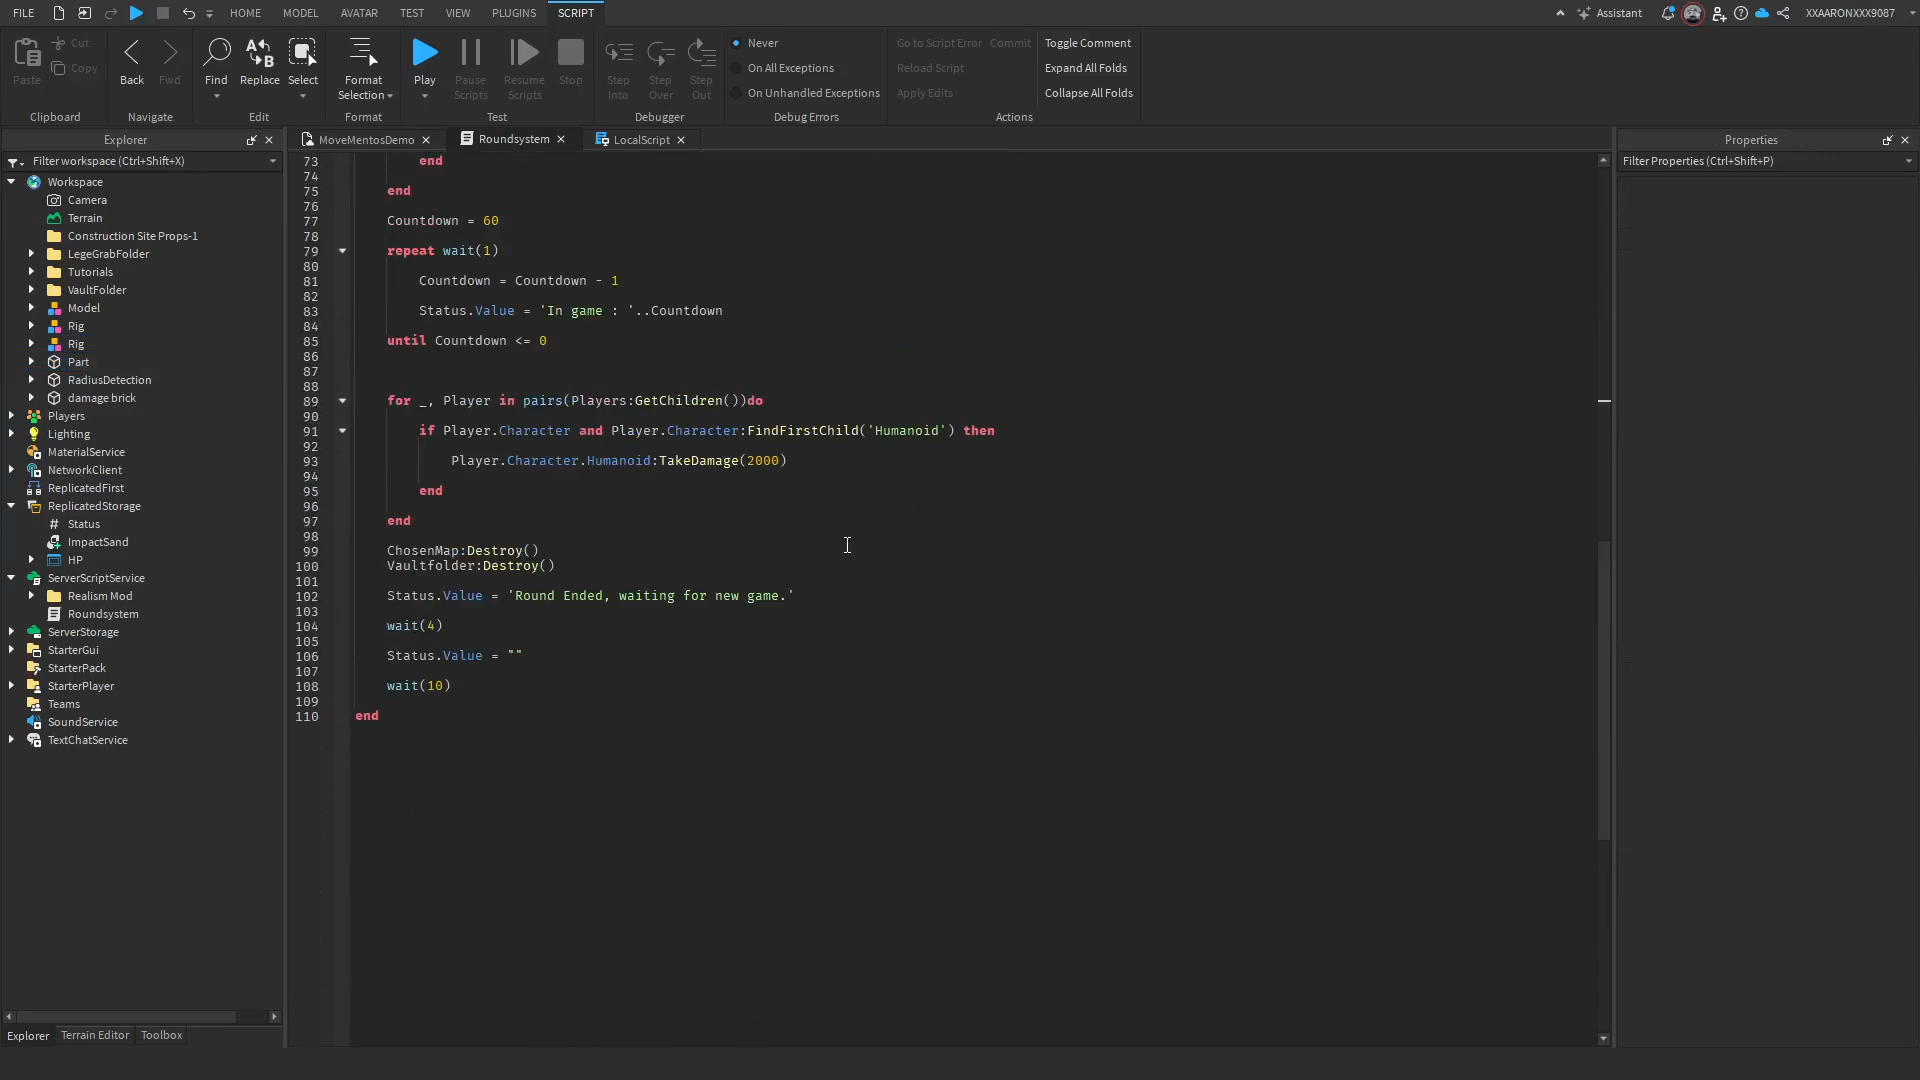 FILE HOME MODEL AVATAR TEST VIEW PLUGINS SCRIPT Assistant XXAARONXXX9087
Paste Cut Copy Back Fwd Find Replace Select Format Selection Play Pause Scripts Resume Scripts Stop Step Into Step Over Step Out
Never
On All Exceptions
On Unhandled Exceptions
Go to Script Error Commit
Reload Script
Apply Edits
Toggle Comment
Expand All Folds
Collapse All Folds
Clipboard Navigate Edit Format Test Debugger Debug Errors Actions
Explorer
Filter workspace (Ctrl+Shift+X)
Workspace
Camera
Terrain
Construction Site Props-1
LegeGrabFolder
Tutorials
VaultFolder
Model
Rig
Rig
Part
RadiusDetection
damage brick
Players
Lighting
MaterialService
NetworkClient
ReplicatedFirst
ReplicatedStorage
# Status
ImpactSand
HP
ServerScriptService
Realism Mod
Roundsystem
ServerStorage
StarterGui
StarterPack
StarterPlayer
Teams
SoundService
TextChatService
Explorer Terrain Editor Toolbox
MoveMentosDemo Roundsystem LocalScript
73 end
74
75 end
76
77 Countdown = 60
78
79 repeat wait(1)
80
81 Countdown = Countdown - 1
82
83 Status.Value = 'In game : '..Countdown
84
85 until Countdown <= 0
86
87
88
89 for _, Player in pairs(Players:GetChildren())do
90
91 if Player.Character and Player.Character:FindFirstChild('Humanoid') then
92
93 Player.Character.Humanoid:TakeDamage(2000)
94
95 end
96
97 end
98
99 ChosenMap:Destroy()
100 Vaultfolder:Destroy()
101
102 Status.Value = 'Round Ended, waiting for new game.'
103
104 wait(4)
105
106 Status.Value = ""
107
108 wait(10)
109
110 end
Properties
Filter Properties (Ctrl+Shift+P)